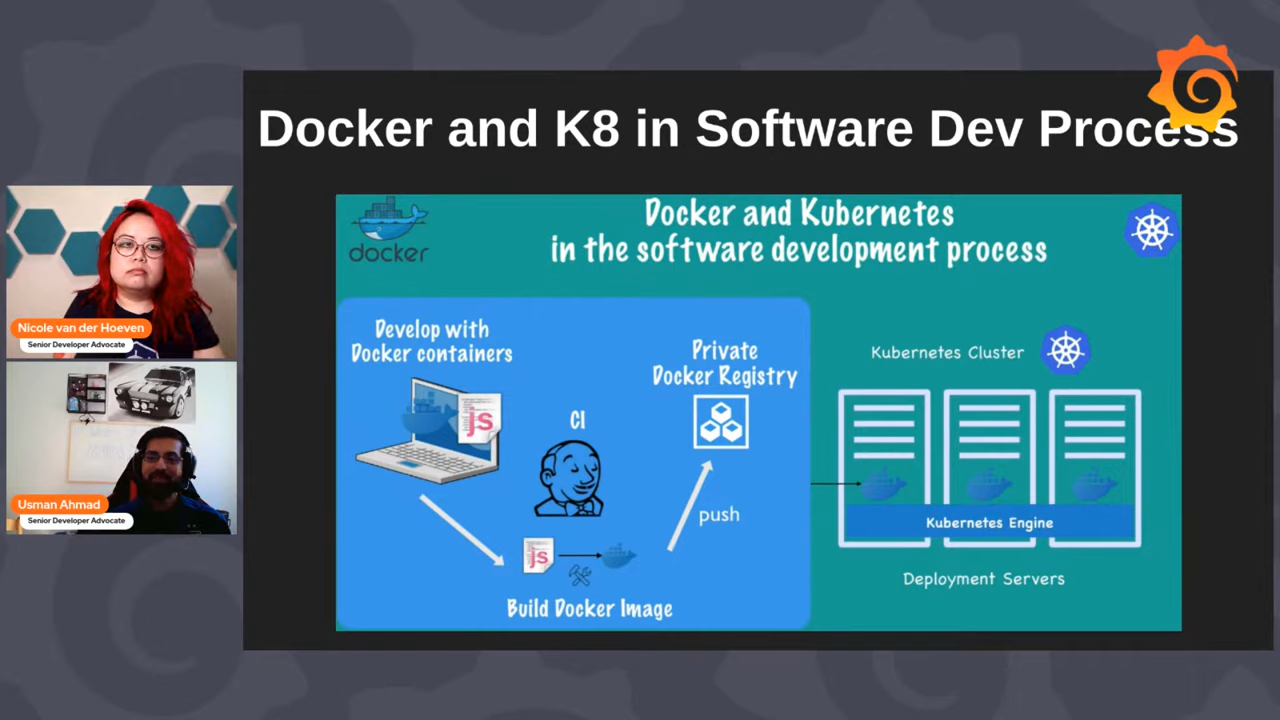 Docker and K8 in Software Dev Process
Nicole van der Hoeven
Senior Developer Advocate
Usman Ahmad
Senior Developer Advocate
docker
Docker and Kubernetes
in the software development process
Develop with
Docker containers
js
CI
Private
Docker Registry
push
js
Build Docker Image
Kubernetes Cluster
Kubernetes Engine
Deployment Servers